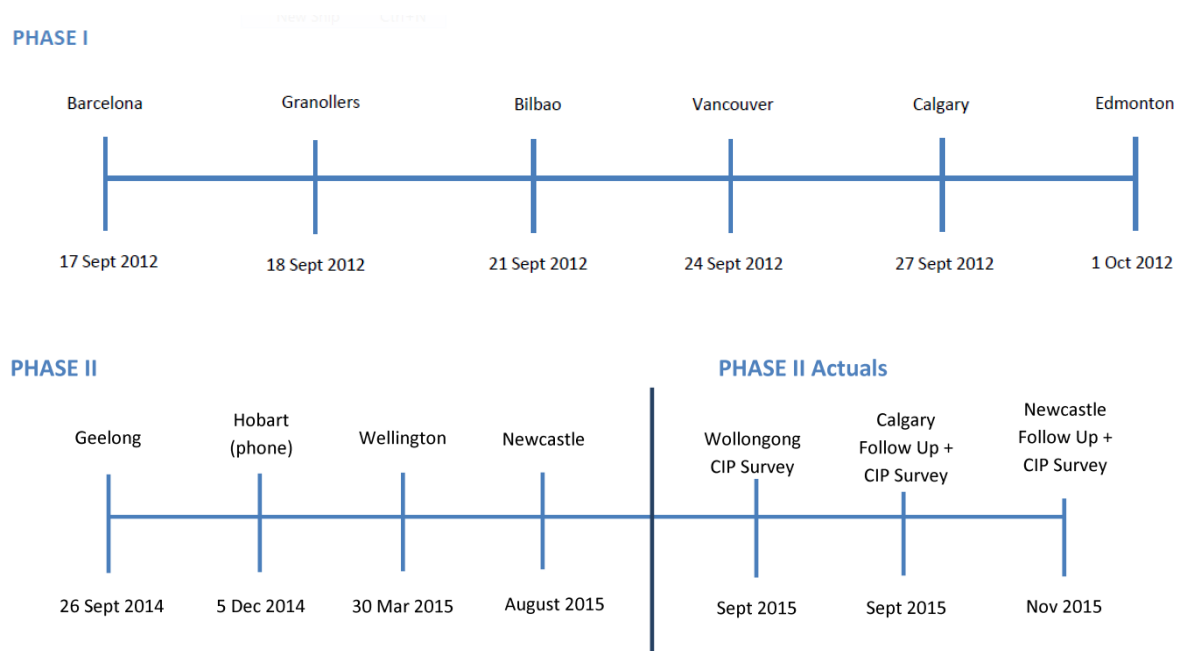 PHASE I
Barcelona
Granollers
Bilbao
Vancouver
Calgary
Edmonton
17 Sept 2012
18 Sept 2012
21 Sept 2012
24 Sept 2012
27 Sept 2012
1 Oct 2012
PHASE II
PHASE II Actuals
Geelong
Hobart
(phone)
Wellington
Newcastle
Wollongong
CIP Survey
Calgary
Follow Up +
CIP Survey
Newcastle
Follow Up +
CIP Survey
26 Sept 2014
5 Dec 2014
30 Mar 2015
August 2015
Sept 2015
Sept 2015
Nov 2015